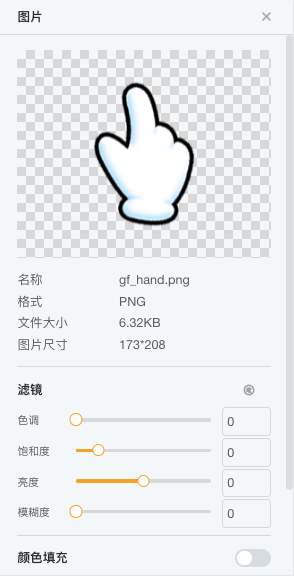 图片
名称 gf_hand.png
格式 PNG
文件大小 6.32KB
图片尺寸 173*208
滤镜
色调 0
饱和度 0
亮度 0
模糊度 0
颜色填充